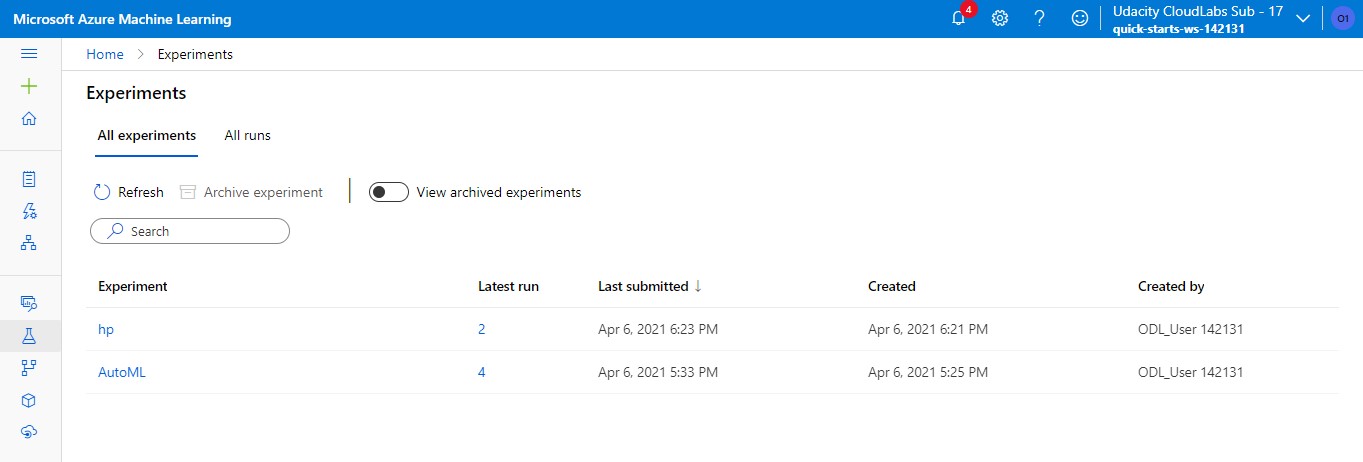 Microsoft Azure Machine Learning
4
?
Udacity CloudLabs Sub - 17
quick-starts-ws-142131
O1
Home > Experiments
Experiments
All experiments All runs
Refresh Archive experiment View archived experiments
Search
Experiment Latest run Last submitted ↓ Created Created by
hp 2 Apr 6, 2021 6:23 PM Apr 6, 2021 6:21 PM ODL_User 142131
AutoML 4 Apr 6, 2021 5:33 PM Apr 6, 2021 5:25 PM ODL_User 142131